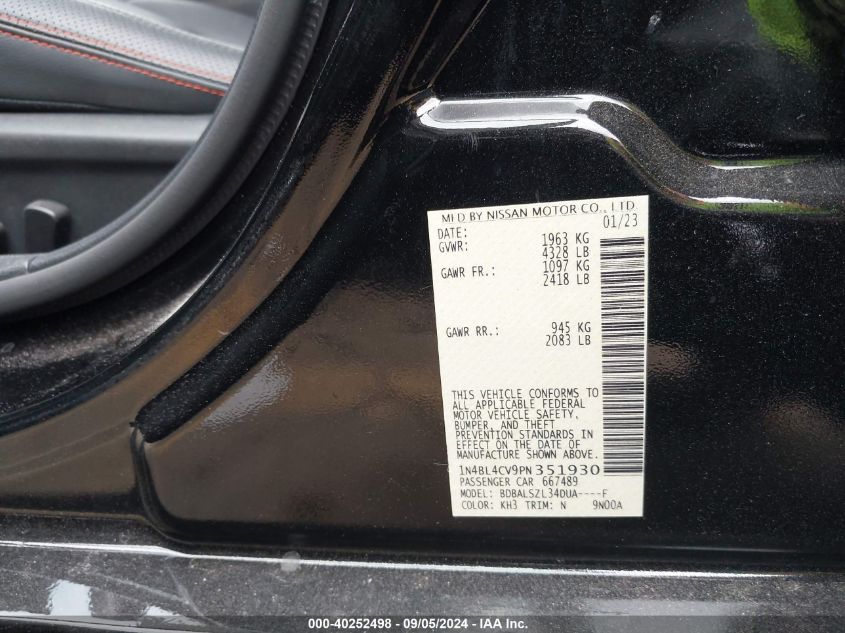 MFD BY NISSAN MOTOR CO., LTD
DATE: 01/23
GVWR: 1963 KG
4328 LB
GAWR FR.: 1097 KG
2418 LB
GAWR RR.: 945 KG
2083 LB
THIS VEHICLE CONFORMS TO
ALL APPLICABLE FEDERAL
MOTOR VEHICLE SAFETY,
BUMPER, AND THEFT
PREVENTION STANDARDS IN
EFFECT ON THE DATE OF
MANUFACTURE SHOWN ABOVE.
1N4BL4CV9PN351930
PASSENGER CAR 667489
MODEL: BDBALSZL34DUA----F
COLOR: KH3 TRIM: N 9N00A
000-40252498 - 09/05/2024 - IAA Inc.